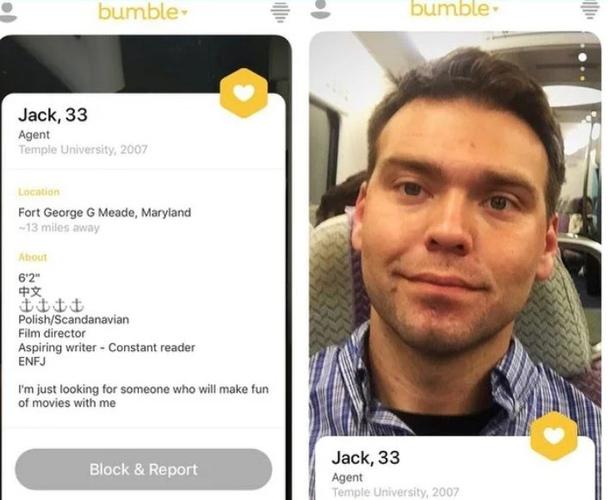 bumble
Jack, 33
Agent
Temple University, 2007
Location
Fort George G Meade, Maryland
~13 miles away
About
6'2"
中文
⚓⚓⚓⚓
Polish/Scandanavian
Film director
Aspiring writer - Constant reader
ENFJ
I'm just looking for someone who will make fun
of movies with me
Block & Report
bumble
Jack, 33
Agent
Temple University, 2007